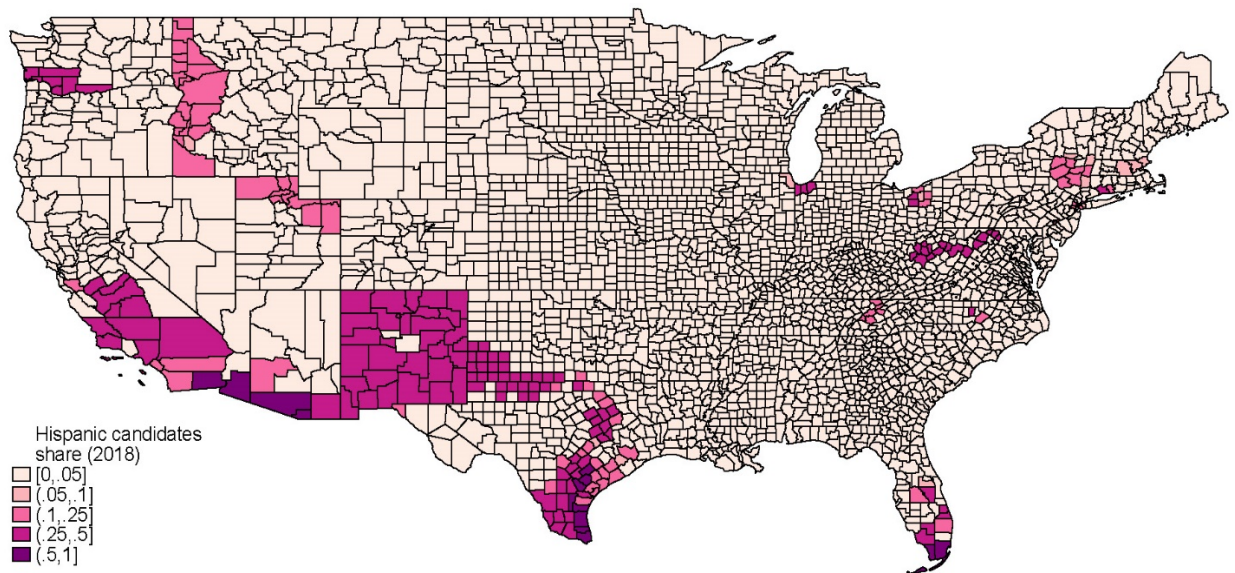 Hispanic candidates
share (2018)
[0,.05]
(.05,.1]
(.1,.25]
(.25,.5]
(.5,1]